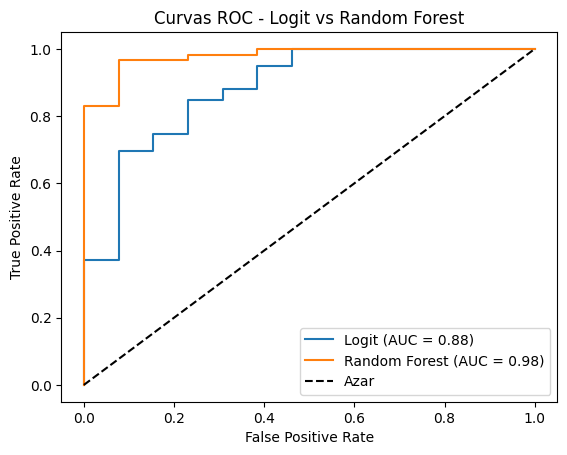 Curvas ROC - Logit vs Random Forest
1.0
0.8
0.6
0.4
0.2
0.0
True Positive Rate
Logit (AUC = 0.88)
Random Forest (AUC = 0.98)
Azar
0.0 0.2 0.4 0.6 0.8 1.0
False Positive Rate